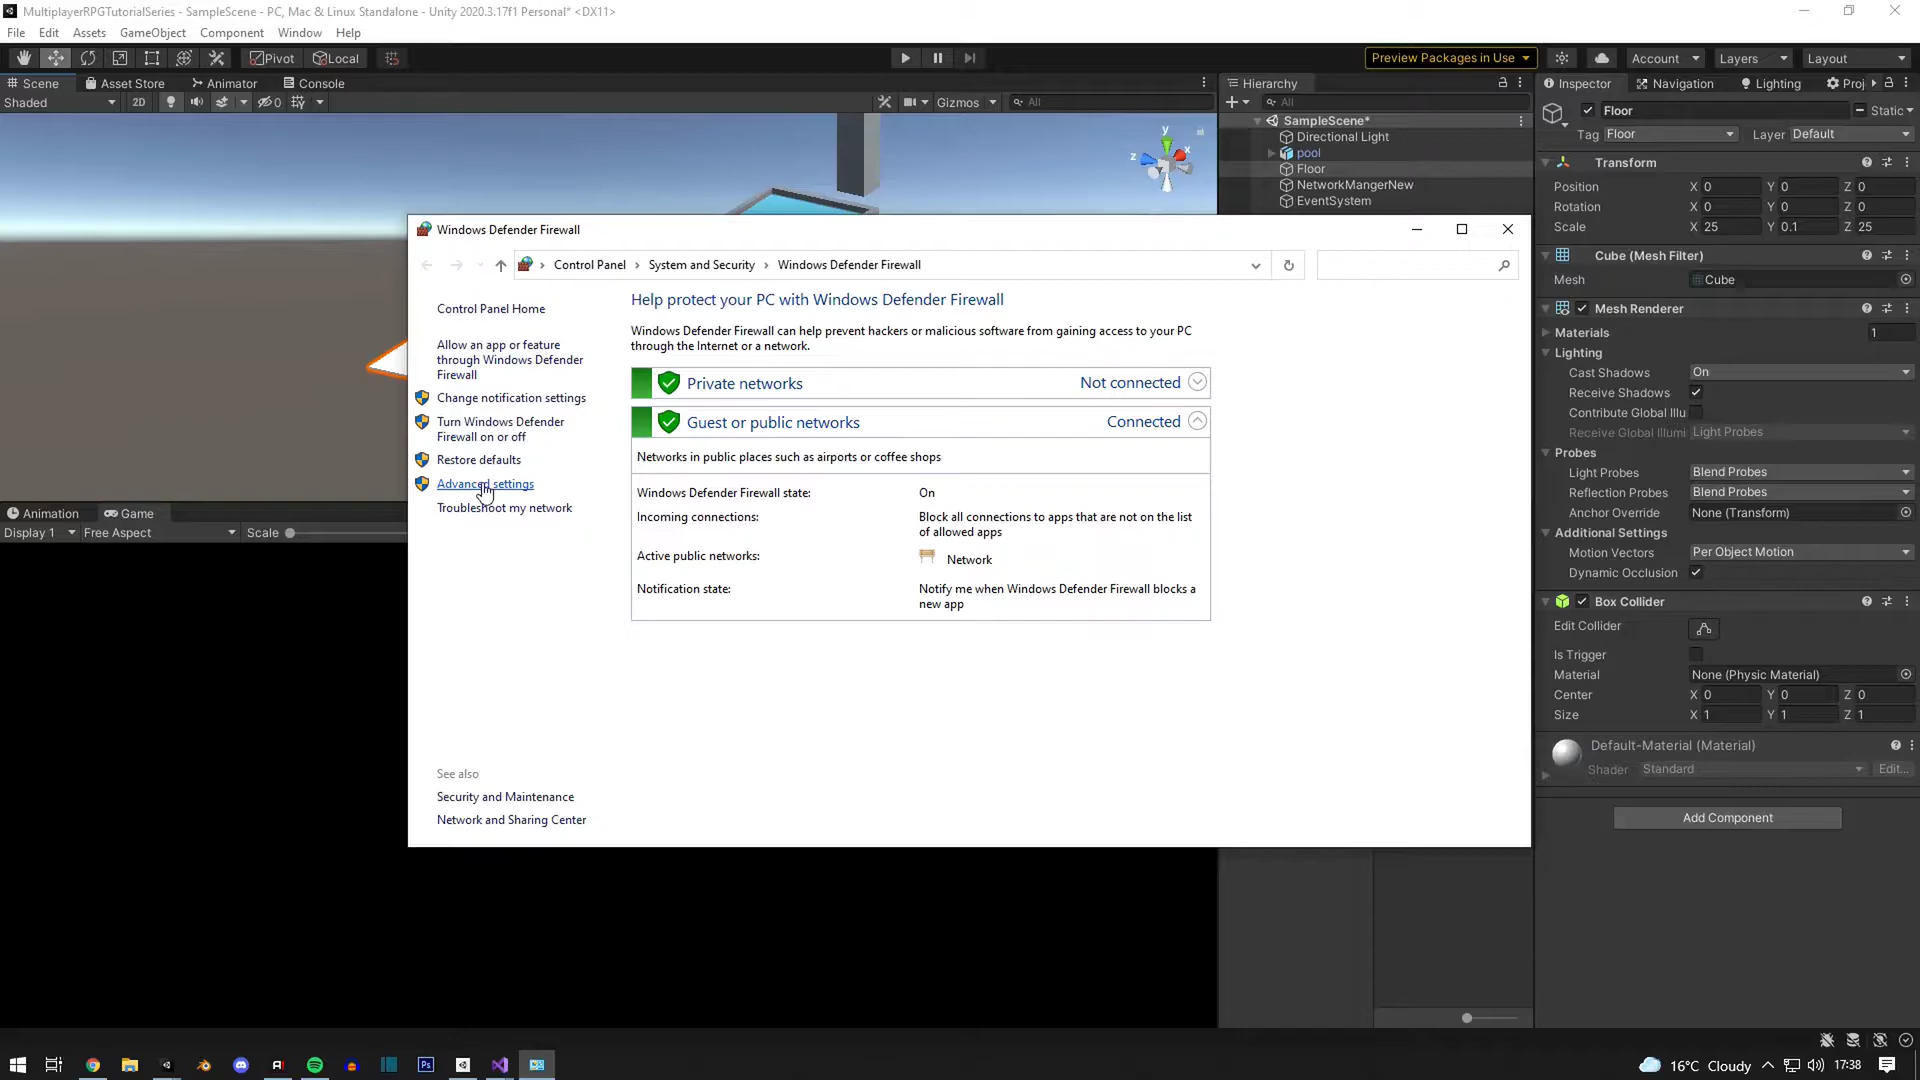 MultiplayerRPGTutorialSeries - SampleScene - PC, Mac & Linux Standalone - Unity 2020.3.17f1 Personal* <DX11>
File Edit Assets GameObject Component Window Help
Pivot Local Preview Packages in Use Account Layers Layout
Scene Asset Store Animator Console
Shaded 2D 0 Gizmos All
Hierarchy
All
SampleScene*
Directional Light
pool
Floor
NetworkMangerNew
EventSystem
Inspector Navigation Lighting Proj
Floor Static
Tag Floor Layer Default
Transform
Position X 0 Y 0 Z 0
Rotation X 0 Y 0 Z 0
Scale X 25 Y 0.1 Z 25
Cube (Mesh Filter)
Mesh Cube
Mesh Renderer
Materials 1
Lighting
Cast Shadows On
Receive Shadows
Contribute Global Illu
Receive Global Illumi Light Probes
Probes
Light Probes Blend Probes
Reflection Probes Blend Probes
Anchor Override None (Transform)
Additional Settings
Motion Vectors Per Object Motion
Dynamic Occlusion
Box Collider
Edit Collider
Is Trigger
Material None (Physic Material)
Center X 0 Y 0 Z 0
Size X 1 Y 1 Z 1
Default-Material (Material)
Shader Standard Edit...
Add Component
Windows Defender Firewall
Control Panel System and Security Windows Defender Firewall
Control Panel Home
Allow an app or feature
through Windows Defender
Firewall
Change notification settings
Turn Windows Defender
Firewall on or off
Restore defaults
Advanced settings
Troubleshoot my network
Help protect your PC with Windows Defender Firewall
Windows Defender Firewall can help prevent hackers or malicious software from gaining access to your PC
through the Internet or a network.
Private networks Not connected
Guest or public networks Connected
Networks in public places such as airports or coffee shops
Windows Defender Firewall state: On
Incoming connections: Block all connections to apps that are not on the list
of allowed apps
Active public networks: Network
Notification state: Notify me when Windows Defender Firewall blocks a
new app
See also
Security and Maintenance
Network and Sharing Center
Animation Game
Display 1 Free Aspect Scale
x
y
z
Ps
16°C Cloudy 17:38